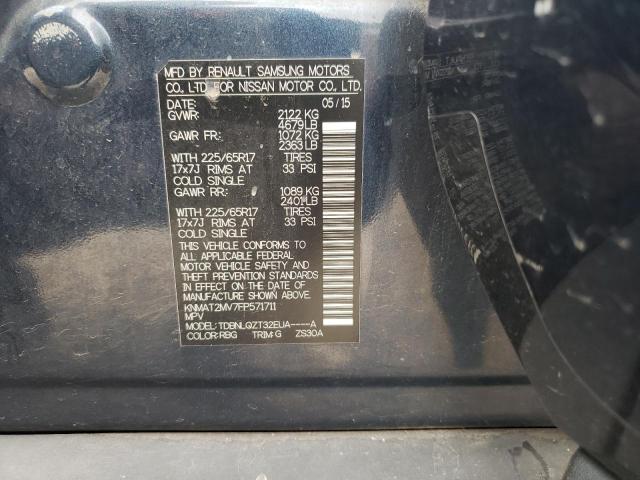 MFD BY RENAULT SAMSUNG MOTORS
CO. LTD. FOR NISSAN MOTOR CO., LTD.
DATE: 05/15
GVWR: 2122 KG
4679 LB
GAWR FR: 1072 KG
2363 LB
WITH 225/65R17 TIRES
17x7J RIMS AT 33 PSI
COLD SINGLE
GAWR RR: 1089 KG
2401 LB
WITH 225/65R17 TIRES
17x7J RIMS AT 33 PSI
COLD SINGLE
THIS VEHICLE CONFORMS TO
ALL APPLICABLE FEDERAL
MOTOR VEHICLE SAFETY AND
THEFT PREVENTION STANDARDS
IN EFFECT ON THE DATE OF
MANUFACTURE SHOWN ABOVE.
KNMAT2MV7FP571711
MPV
MODEL: TDBNLQZT32EUA----A
COLOR: RBG TRIM: G ZS30A